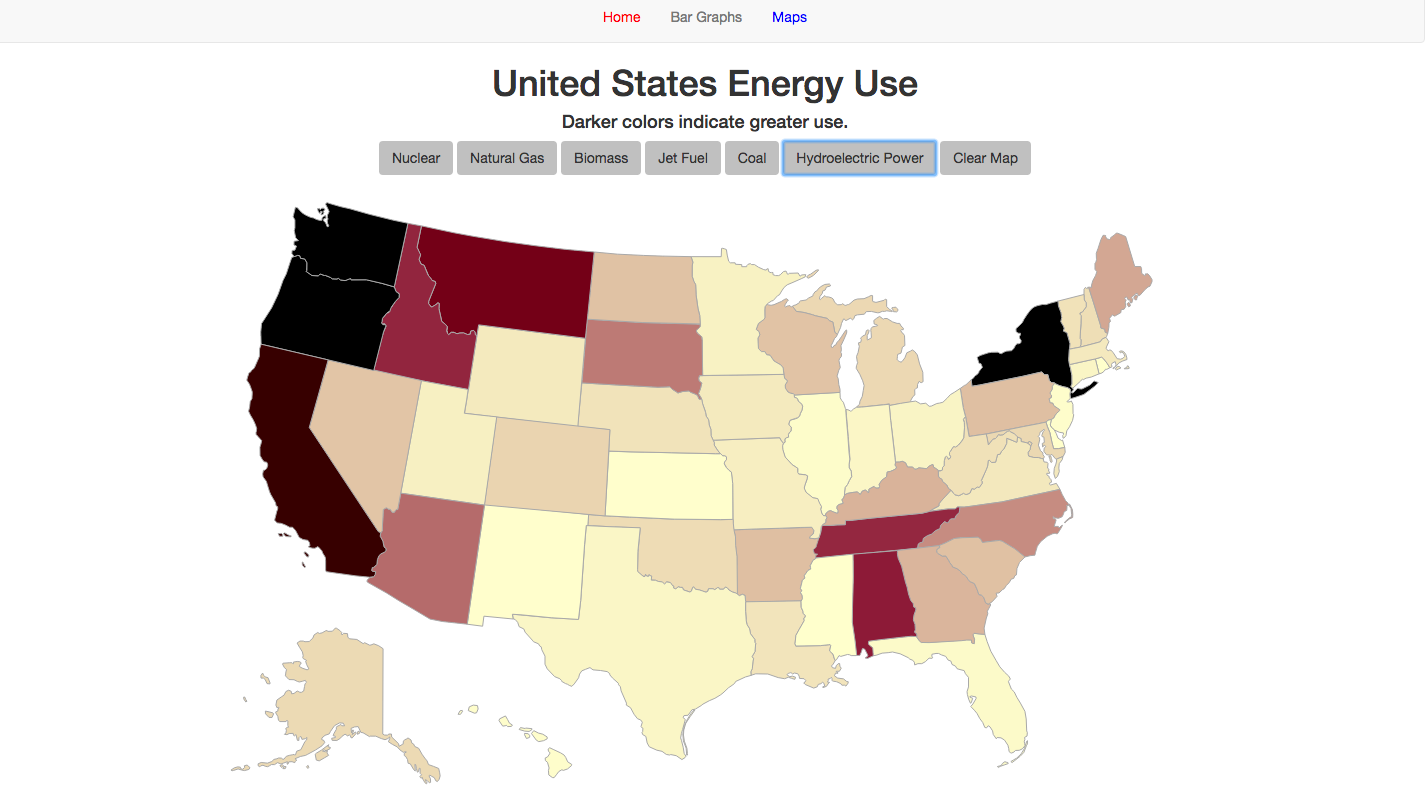 Home Bar Graphs Maps
United States Energy Use
Darker colors indicate greater use.
Nuclear Natural Gas Biomass Jet Fuel Coal Hydroelectric Power Clear Map